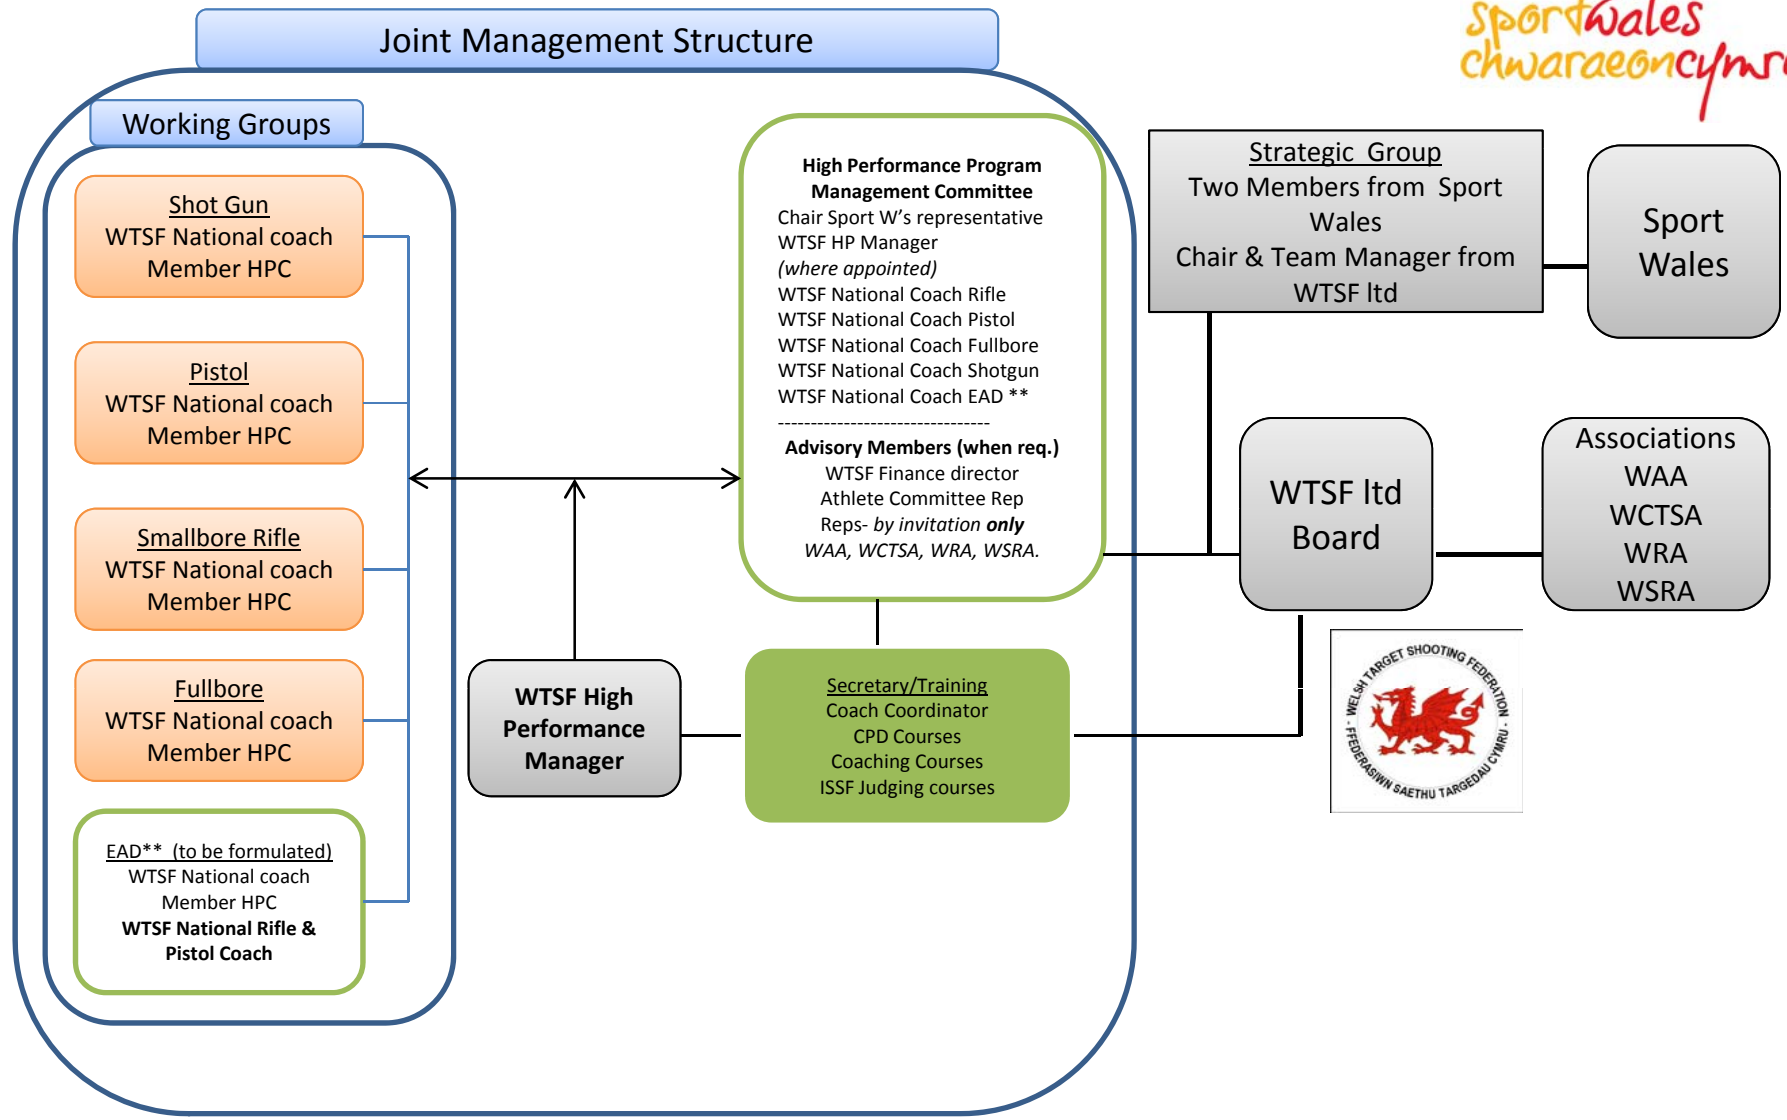 sportwales
chwaraeoncymru
Joint Management Structure
Working Groups
Shot Gun
WTSF National coach
Member HPC
Pistol
WTSF National coach
Member HPC
Smallbore Rifle
WTSF National coach
Member HPC
Fullbore
WTSF National coach
Member HPC
EAD** (to be formulated)
WTSF National coach
Member HPC
WTSF National Rifle &
Pistol Coach
WTSF High
Performance
Manager
High Performance Program
Management Committee
Chair Sport W's representative
WTSF HP Manager
(where appointed)
WTSF National Coach Rifle
WTSF National Coach Pistol
WTSF National Coach Fullbore
WTSF National Coach Shotgun
WTSF National Coach EAD **
--------------------------------
Advisory Members (when req.)
WTSF Finance director
Athlete Committee Rep
Reps- by invitation only
WAA, WCTSA, WRA, WSRA.
Secretary/Training
Coach Coordinator
CPD Courses
Coaching Courses
ISSF Judging courses
Strategic Group
Two Members from Sport
Wales
Chair & Team Manager from
WTSF ltd
Sport
Wales
WTSF ltd
Board
Associations
WAA
WCTSA
WRA
WSRA
WELSH TARGET SHOOTING FEDERATION
- FFEDERASIWN SAETHU TARGEDAU CYMRU -